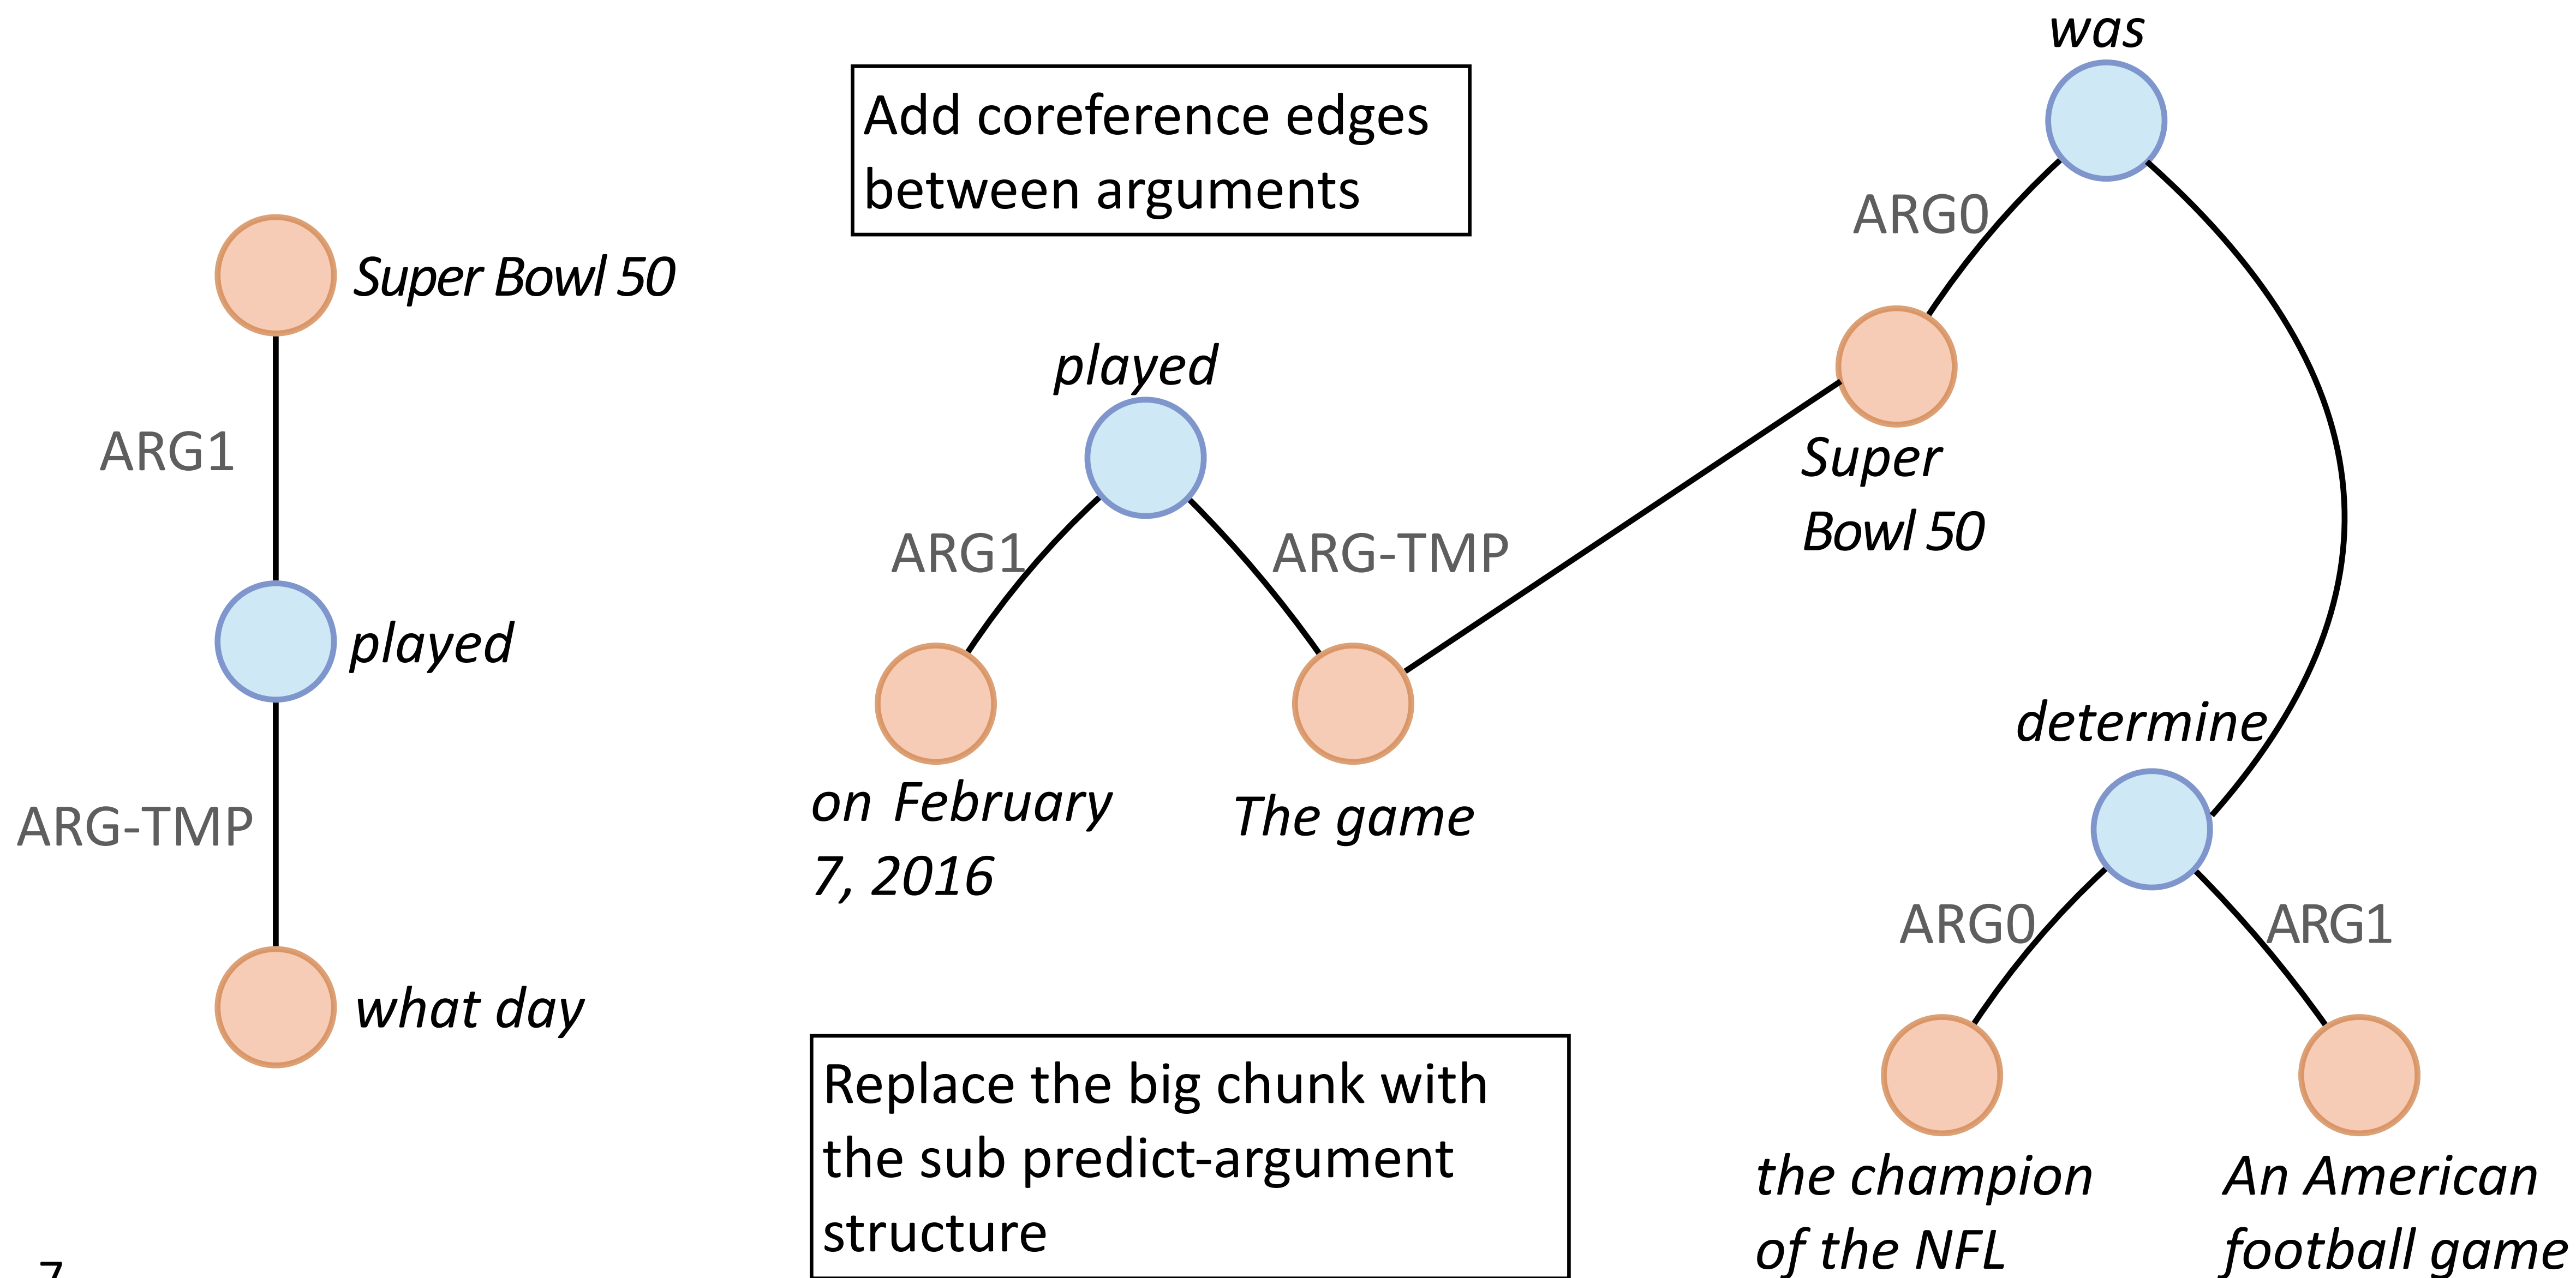 was
Add coreference edges
between arguments
ARG0
Super Bowl 50
played
ARG1
Super
Bowl 50
ARG1
ARG-TMP
played
determine
ARG-TMP
on February
7, 2016
The game
ARG0
ARG1
what day
Replace the big chunk with
the sub predict-argument
structure
the champion
of the NFL
An American
football game
7